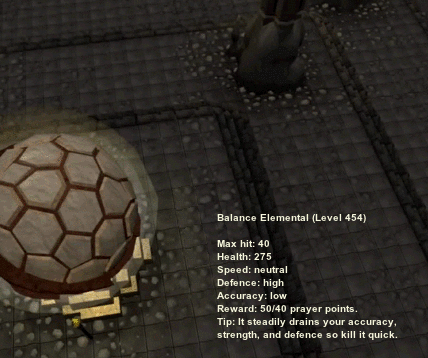 Balance Elemental (Level 454)
Max hit: 40
Health: 275
Speed: neutral
Defence: high
Accuracy: low
Reward: 50/40 prayer points.
Tip: It steadily drains your accuracy,
strength, and defence so kill it quick.